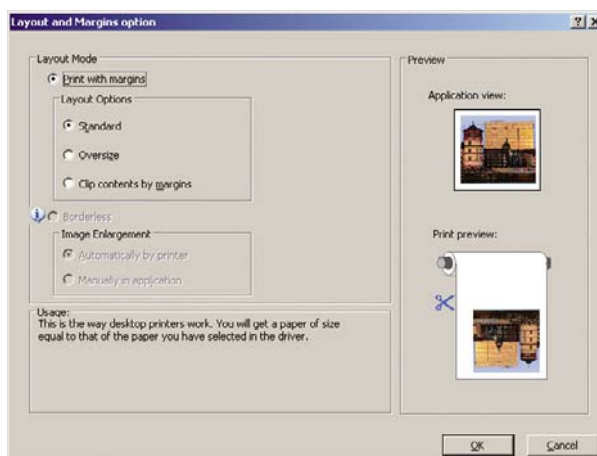 Layout and Margins option
Layout Mode
Print with margins
Layout Options
Standard
Oversize
Clip contents by margins
Borderless
Image Enlargement
Automatically by printer
Manually in application
Usage:
This is the way desktop printers work. You will get a paper of size
equal to that of the paper you have selected in the driver.
Preview
Application view:
Print preview:
OK
Cancel